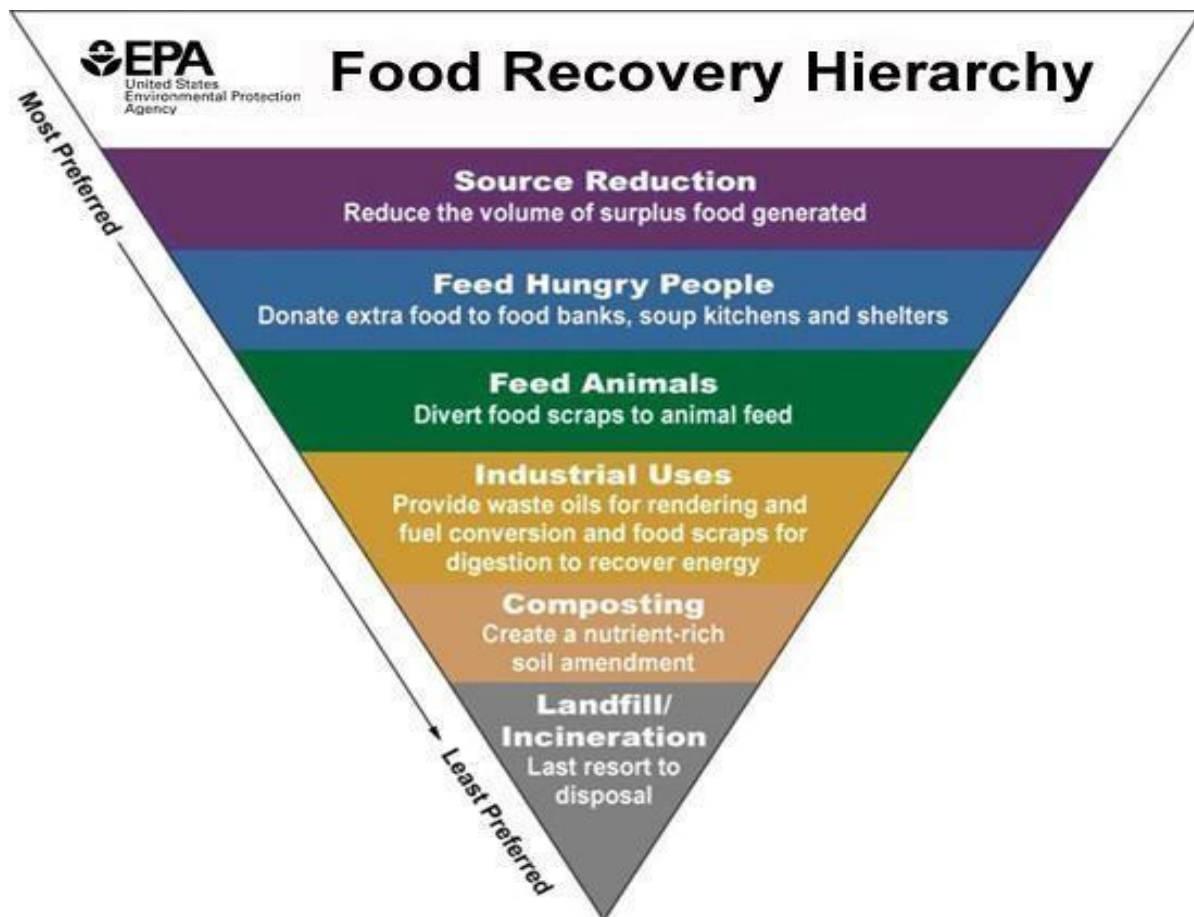 EPA
United States
Environmental Protection
Agency
Food Recovery Hierarchy
Most Preferred
Source Reduction
Reduce the volume of surplus food generated
Feed Hungry People
Donate extra food to food banks, soup kitchens and shelters
Feed Animals
Divert food scraps to animal feed
Industrial Uses
Provide waste oils for rendering and
fuel conversion and food scraps for
digestion to recover energy
Composting
Create a nutrient-rich
soil amendment
Landfill/
Incineration
Last resort to
disposal
Least Preferred